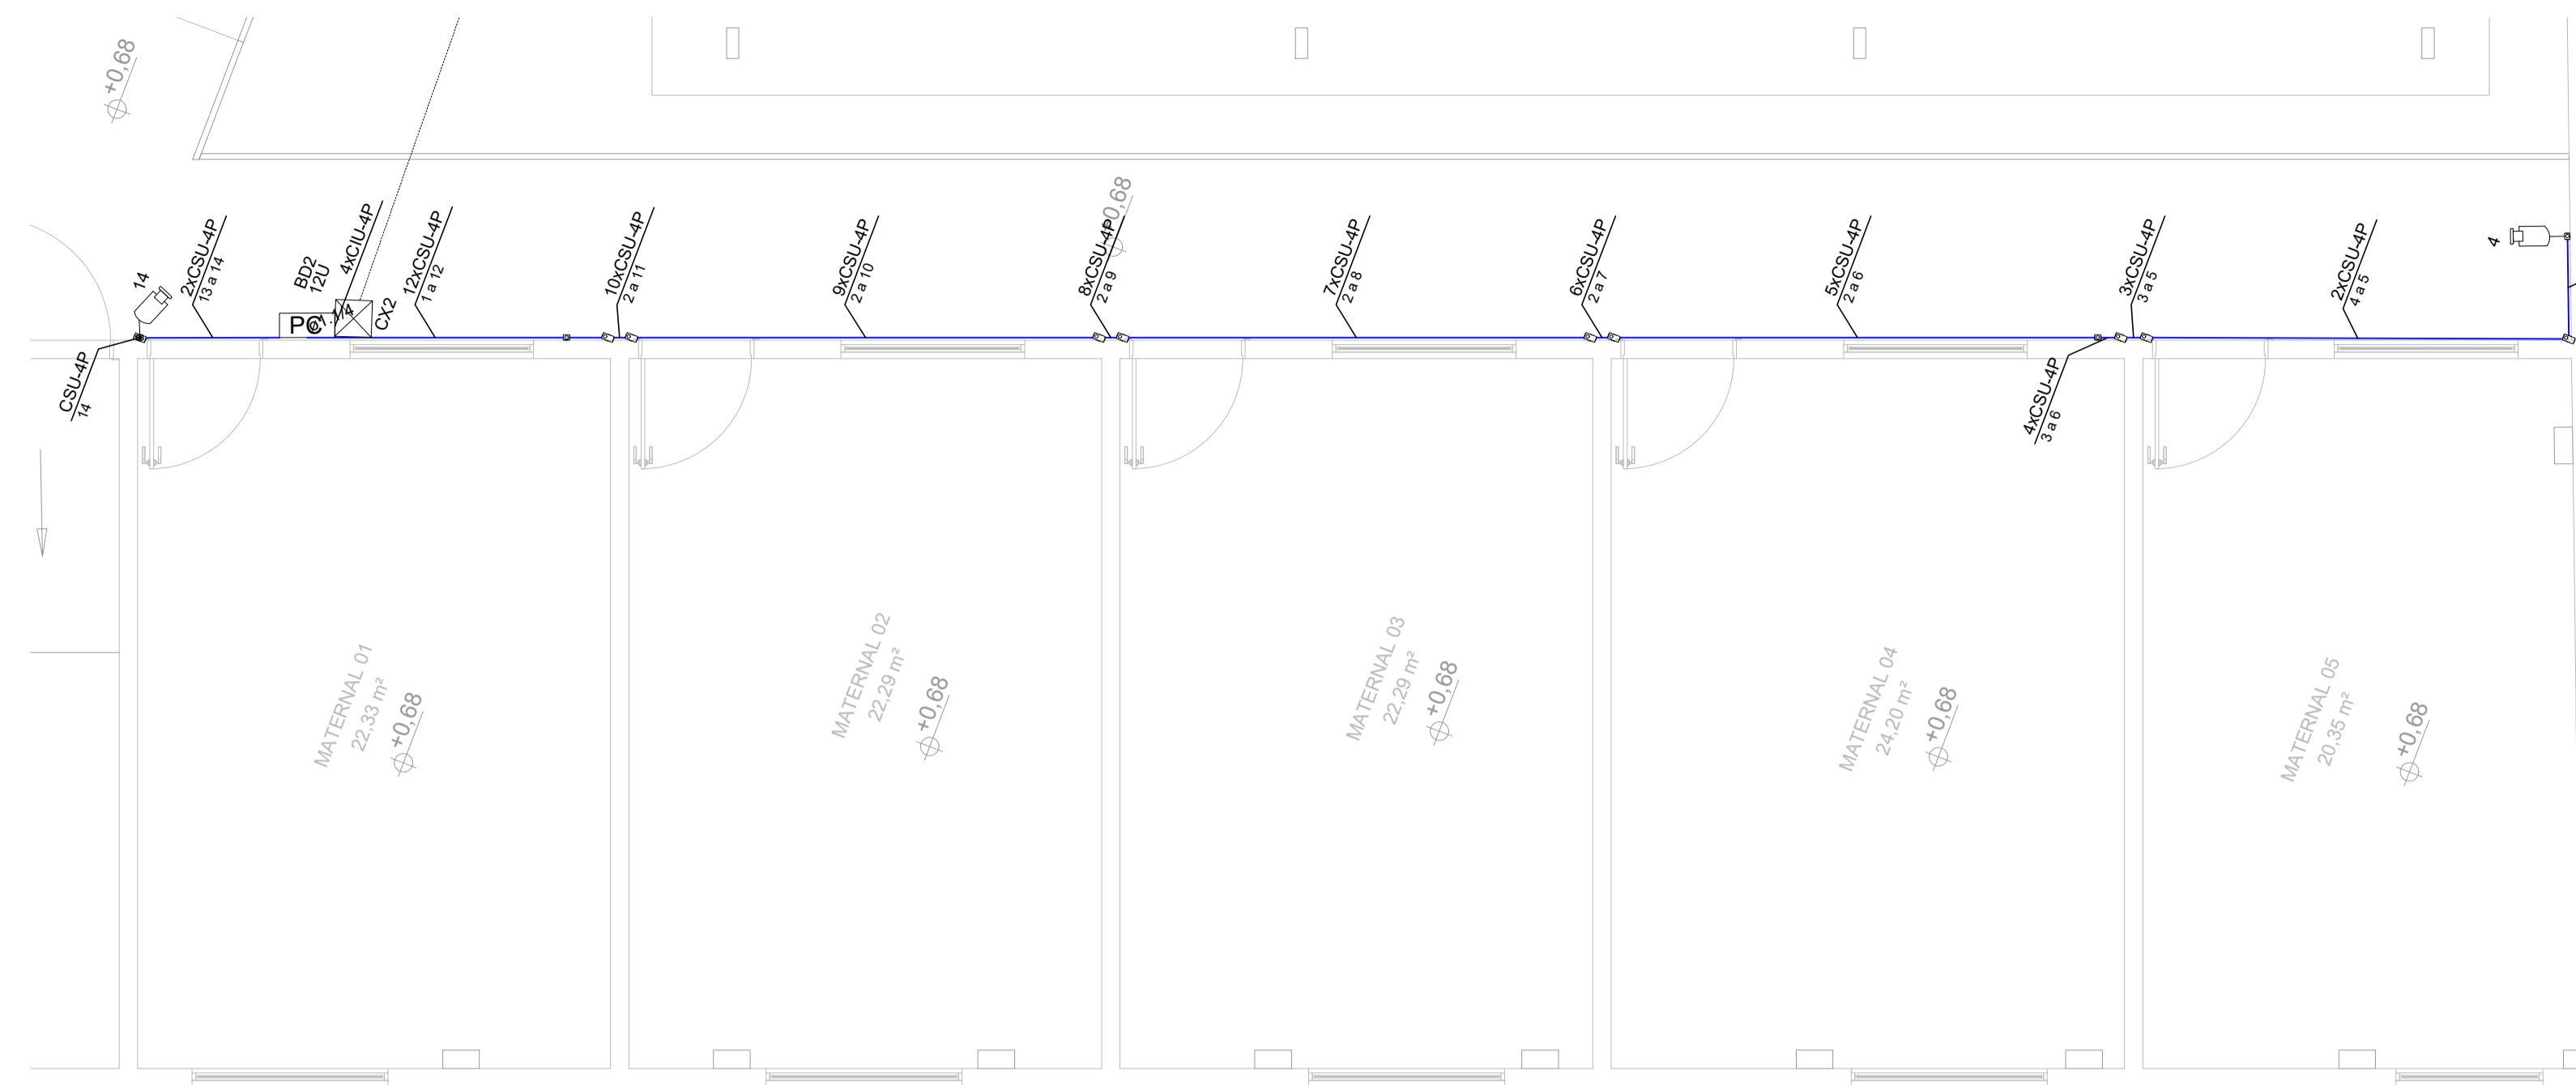 +0,68
+0,68
14
2xCSU-4P
13 a 14
BD2
12U
4xCIU-4P
12xCSU-4P
1 a 12
10xCSU-4P
2 a 11
9xCSU-4P
2 a 10
8xCSU-4P
2 a 9
7xCSU-4P
2 a 8
6xCSU-4P
2 a 7
5xCSU-4P
2 a 6
3xCSU-4P
3 a 5
2xCSU-4P
4 a 5
4
PC
CX2
CSU-4P
14
4xCSU-4P
3 a 6
MATERNAL 01
22,33 m²
+0,68
MATERNAL 02
22,29 m²
+0,68
MATERNAL 03
22,29 m²
+0,68
MATERNAL 04
24,20 m²
+0,68
MATERNAL 05
20,35 m²
+0,68